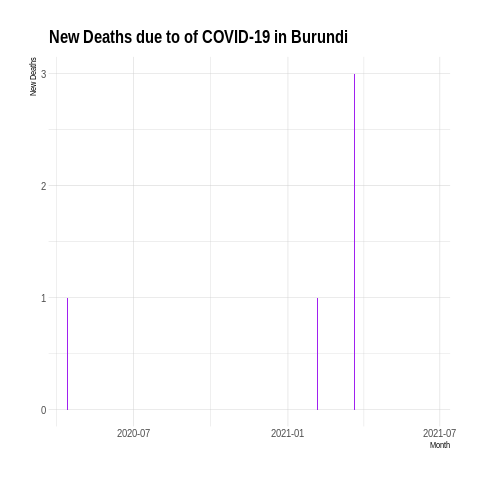 New Deaths due to of COVID-19 in Burundi
New Deaths
3
2
1
0
2020-07
2021-01
2021-07
Month